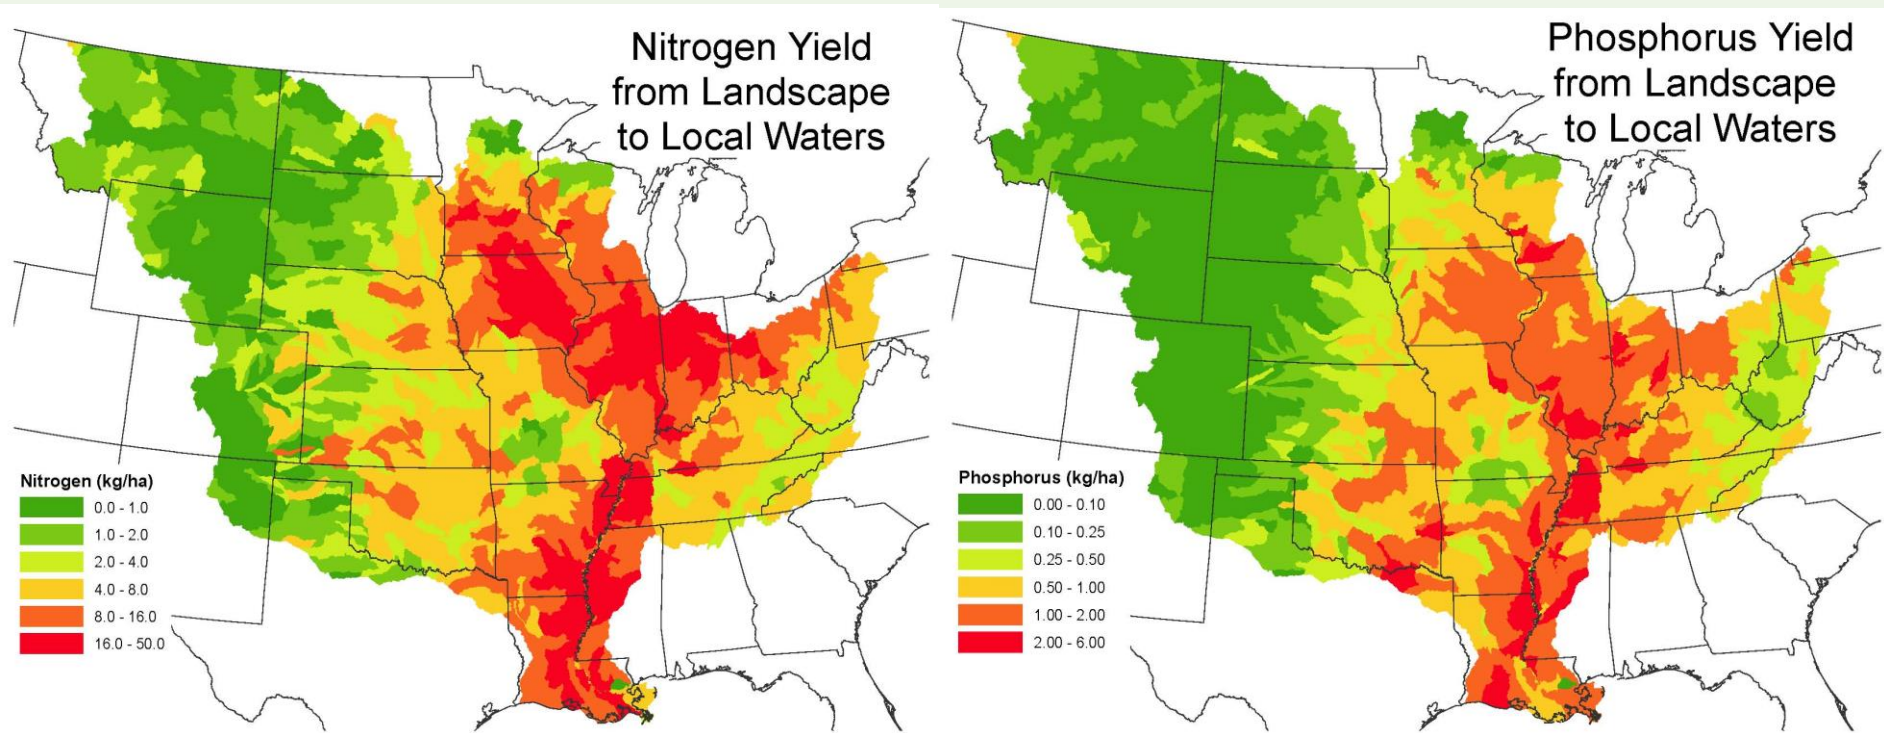 Nitrogen Yield
from Landscape
to Local Waters
Nitrogen (kg/ha)
0.0 - 1.0
1.0 - 2.0
2.0 - 4.0
4.0 - 8.0
8.0 - 16.0
16.0 - 50.0
Phosphorus Yield
from Landscape
to Local Waters
Phosphorus (kg/ha)
0.00 - 0.10
0.10 - 0.25
0.25 - 0.50
0.50 - 1.00
1.00 - 2.00
2.00 - 6.00